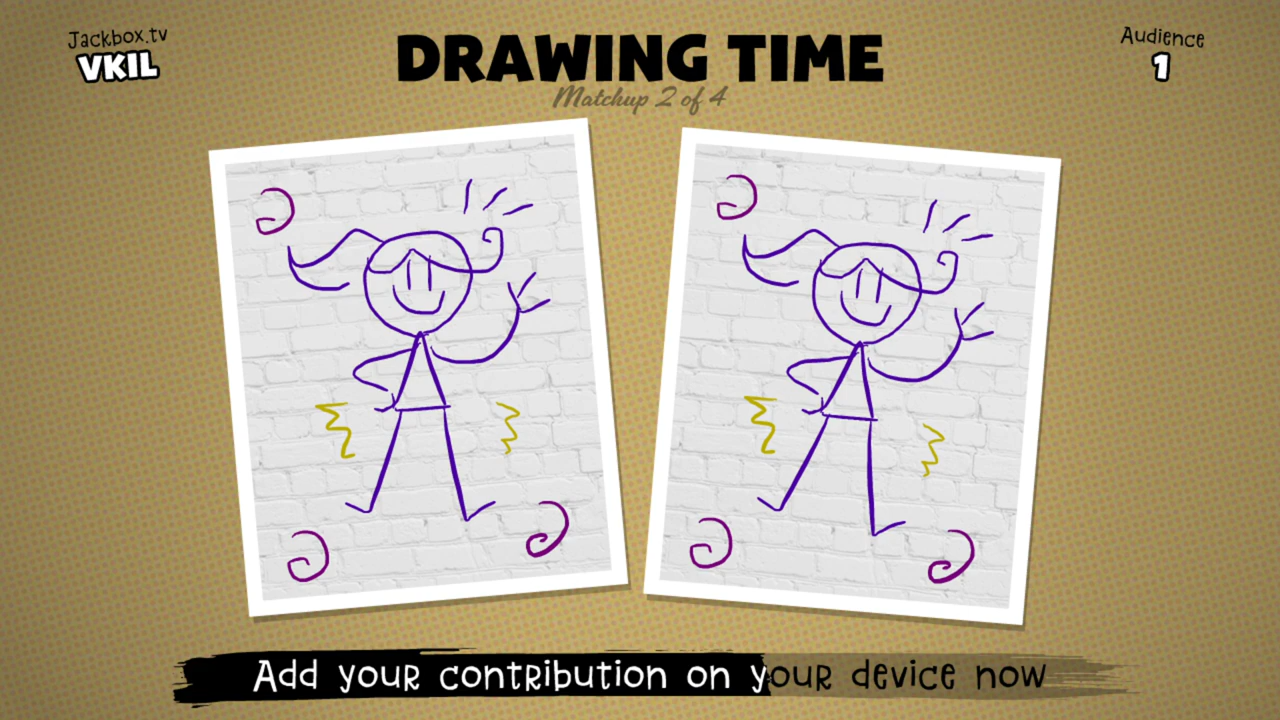 Jackbox.tv
VKIL
DRAWING TIME
Matchup 2 of 4
Audience
1
Add your contribution on your device now